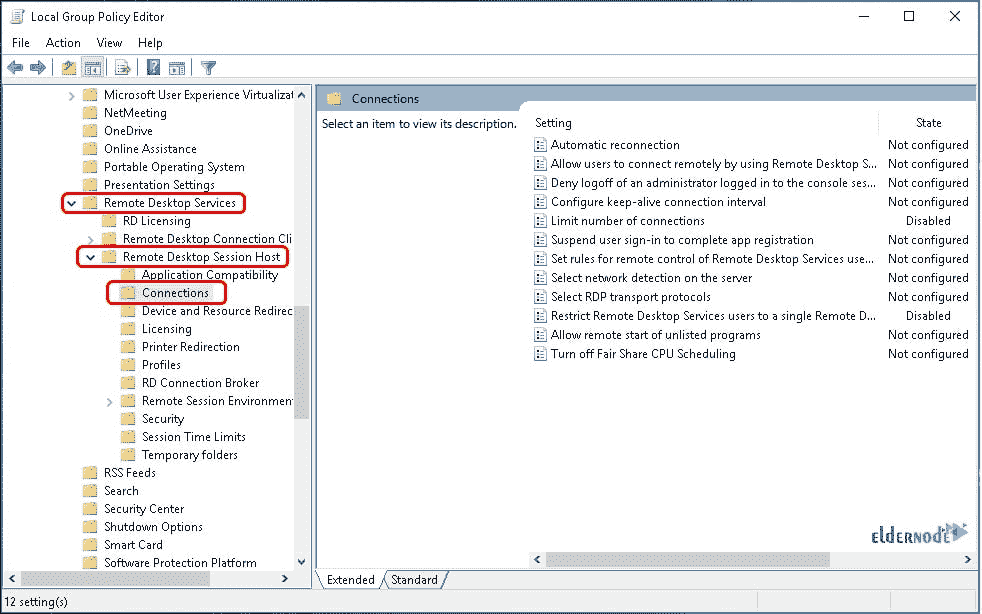 Local Group Policy Editor
File Action View Help
Microsoft User Experience Virtualizat
NetMeeting
OneDrive
Online Assistance
Portable Operating System
Presentation Settings
Remote Desktop Services
RD Licensing
Remote Desktop Connection Cli
Remote Desktop Session Host
Application Compatibility
Connections
Device and Resource Redirec
Licensing
Printer Redirection
Profiles
RD Connection Broker
Remote Session Environmen
Security
Session Time Limits
Temporary folders
RSS Feeds
Search
Security Center
Shutdown Options
Smart Card
Software Protection Platform
Connections
Select an item to view its description.
Setting State
Automatic reconnection Not configured
Allow users to connect remotely by using Remote Desktop S... Not configured
Deny logoff of an administrator logged in to the console ses... Not configured
Configure keep-alive connection interval Not configured
Limit number of connections Disabled
Suspend user sign-in to complete app registration Not configured
Set rules for remote control of Remote Desktop Services use... Not configured
Select network detection on the server Not configured
Select RDP transport protocols Not configured
Restrict Remote Desktop Services users to a single Remote D... Disabled
Allow remote start of unlisted programs Not configured
Turn off Fair Share CPU Scheduling Not configured
eldernode
Extended Standard
12 setting(s)